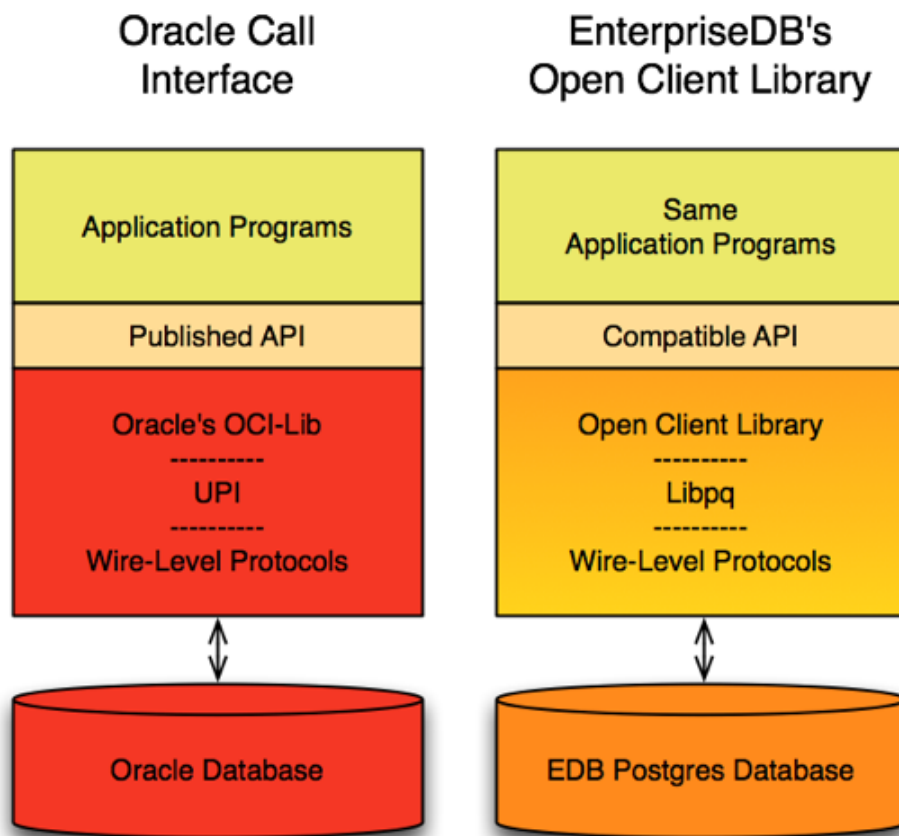 Oracle Call
Interface
Application Programs
Published API
Oracle's OCI-Lib
----------
UPI
----------
Wire-Level Protocols
Oracle Database
EnterpriseDB's
Open Client Library
Same
Application Programs
Compatible API
Open Client Library
----------
Libpq
----------
Wire-Level Protocols
EDB Postgres Database